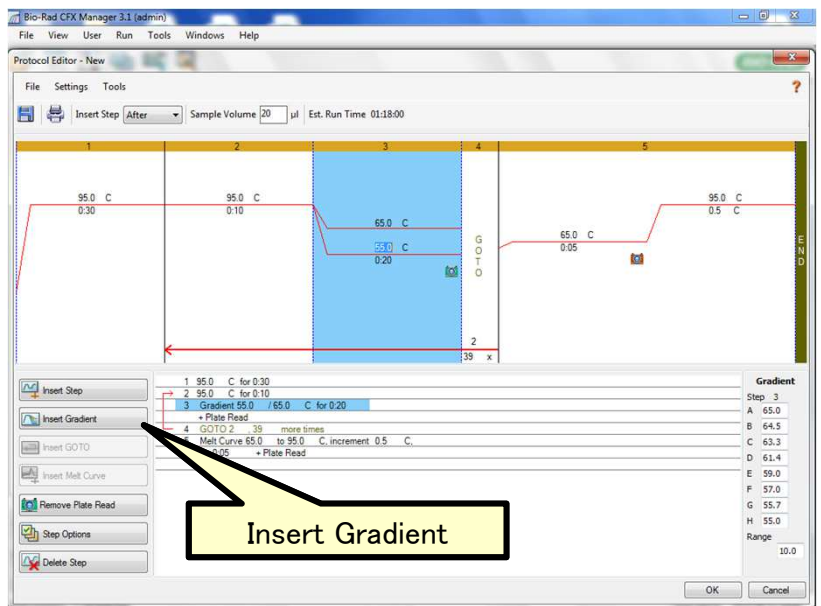 Bio-Rad CFX Manager 3.1 (admin)
File View User Run Tools Windows Help
Protocol Editor - New
File Settings Tools
?
Insert Step After Sample Volume 20 µl Est. Run Time 01:18:00
1 2 3 4 5
95.0 C
0:30
95.0 C
0:10
65.0 C
55.0 C
0:20
GOTO
2
39 x
65.0 C
0:05
95.0 C
0.5 C
END
Insert Step
Insert Gradient
Insert GOTO
Insert Melt Curve
Remove Plate Read
Step Options
Delete Step
1 95.0 C for 0:30
2 95.0 C for 0:10
3 Gradient 55.0 / 65.0 C for 0:20
+ Plate Read
4 GOTO 2 , 39 more times
Melt Curve 65.0 to 95.0 C, increment 0.5 C,
0:05 + Plate Read
Gradient
Step 3
A 65.0
B 64.5
C 63.3
D 61.4
E 59.0
F 57.0
G 55.7
H 55.0
Range
10.0
Insert Gradient
OK Cancel